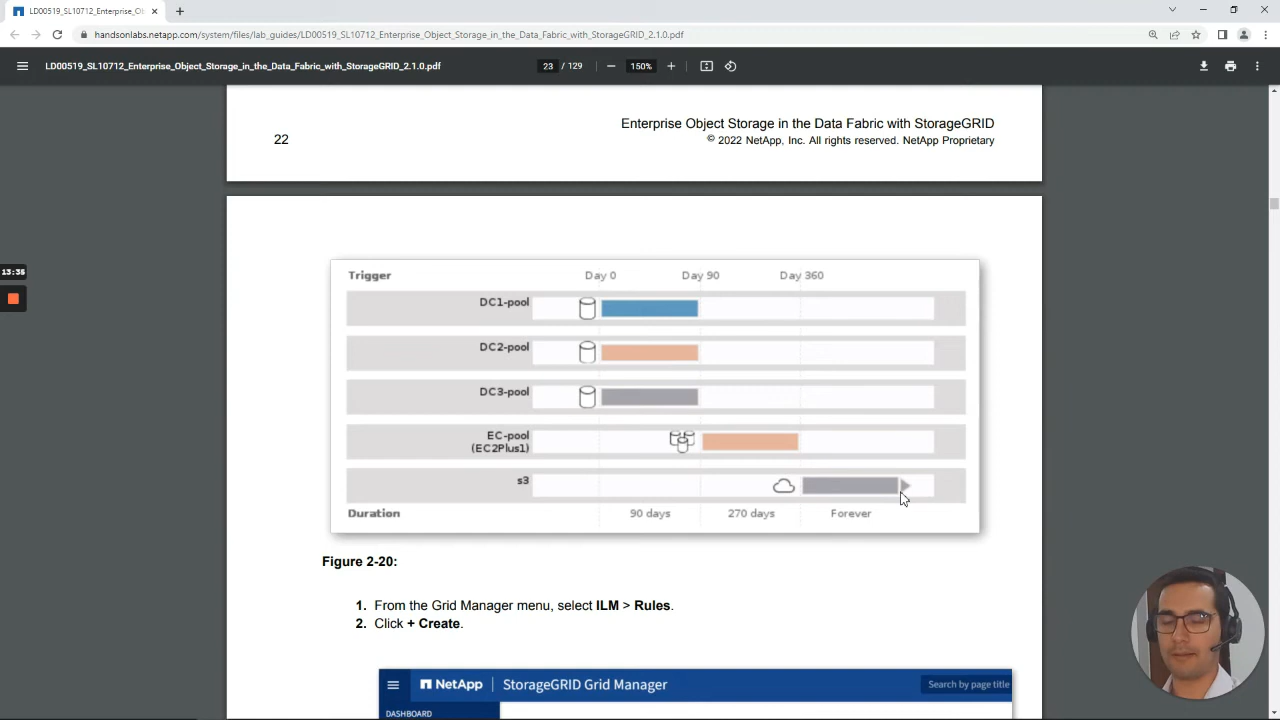 LD00519_SL10712_Enterprise_Ob
handsonlabs.netapp.com/system/files/lab_guides/LD00519_SL10712_Enterprise_Object_Storage_in_the_Data_Fabric_with_StorageGRID_2.1.0.pdf
LD00519_SL10712_Enterprise_Object_Storage_in_the_Data_Fabric_with_StorageGRID_2.1.0.pdf
23 / 129
150%
Enterprise Object Storage in the Data Fabric with StorageGRID
22
© 2022 NetApp, Inc. All rights reserved. NetApp Proprietary
Trigger Day 0 Day 90 Day 360
DC1-pool
DC2-pool
13:35
DC3-pool
EC-pool
(EC2Plus1)
s3
Duration 90 days 270 days Forever
Figure 2-20:
1. From the Grid Manager menu, select ILM > Rules.
2. Click + Create.
NetApp StorageGRID Grid Manager Search by page title
DASHBOARD